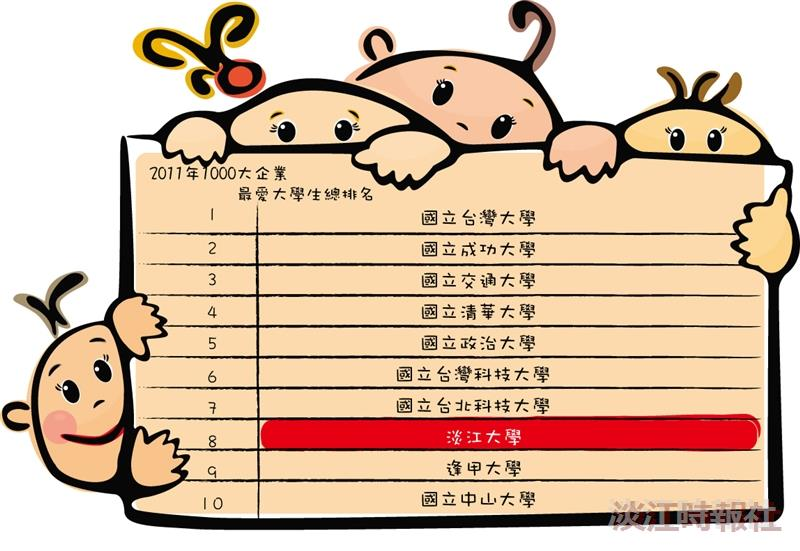 2011年1000大企業
最愛大學生總排名
1 國立台灣大學
2 國立成功大學
3 國立交通大學
4 國立清華大學
5 國立政治大學
6 國立台灣科技大學
7 國立台北科技大學
8 淡江大學
9 逢甲大學
10 國立中山大學
淡江時報社